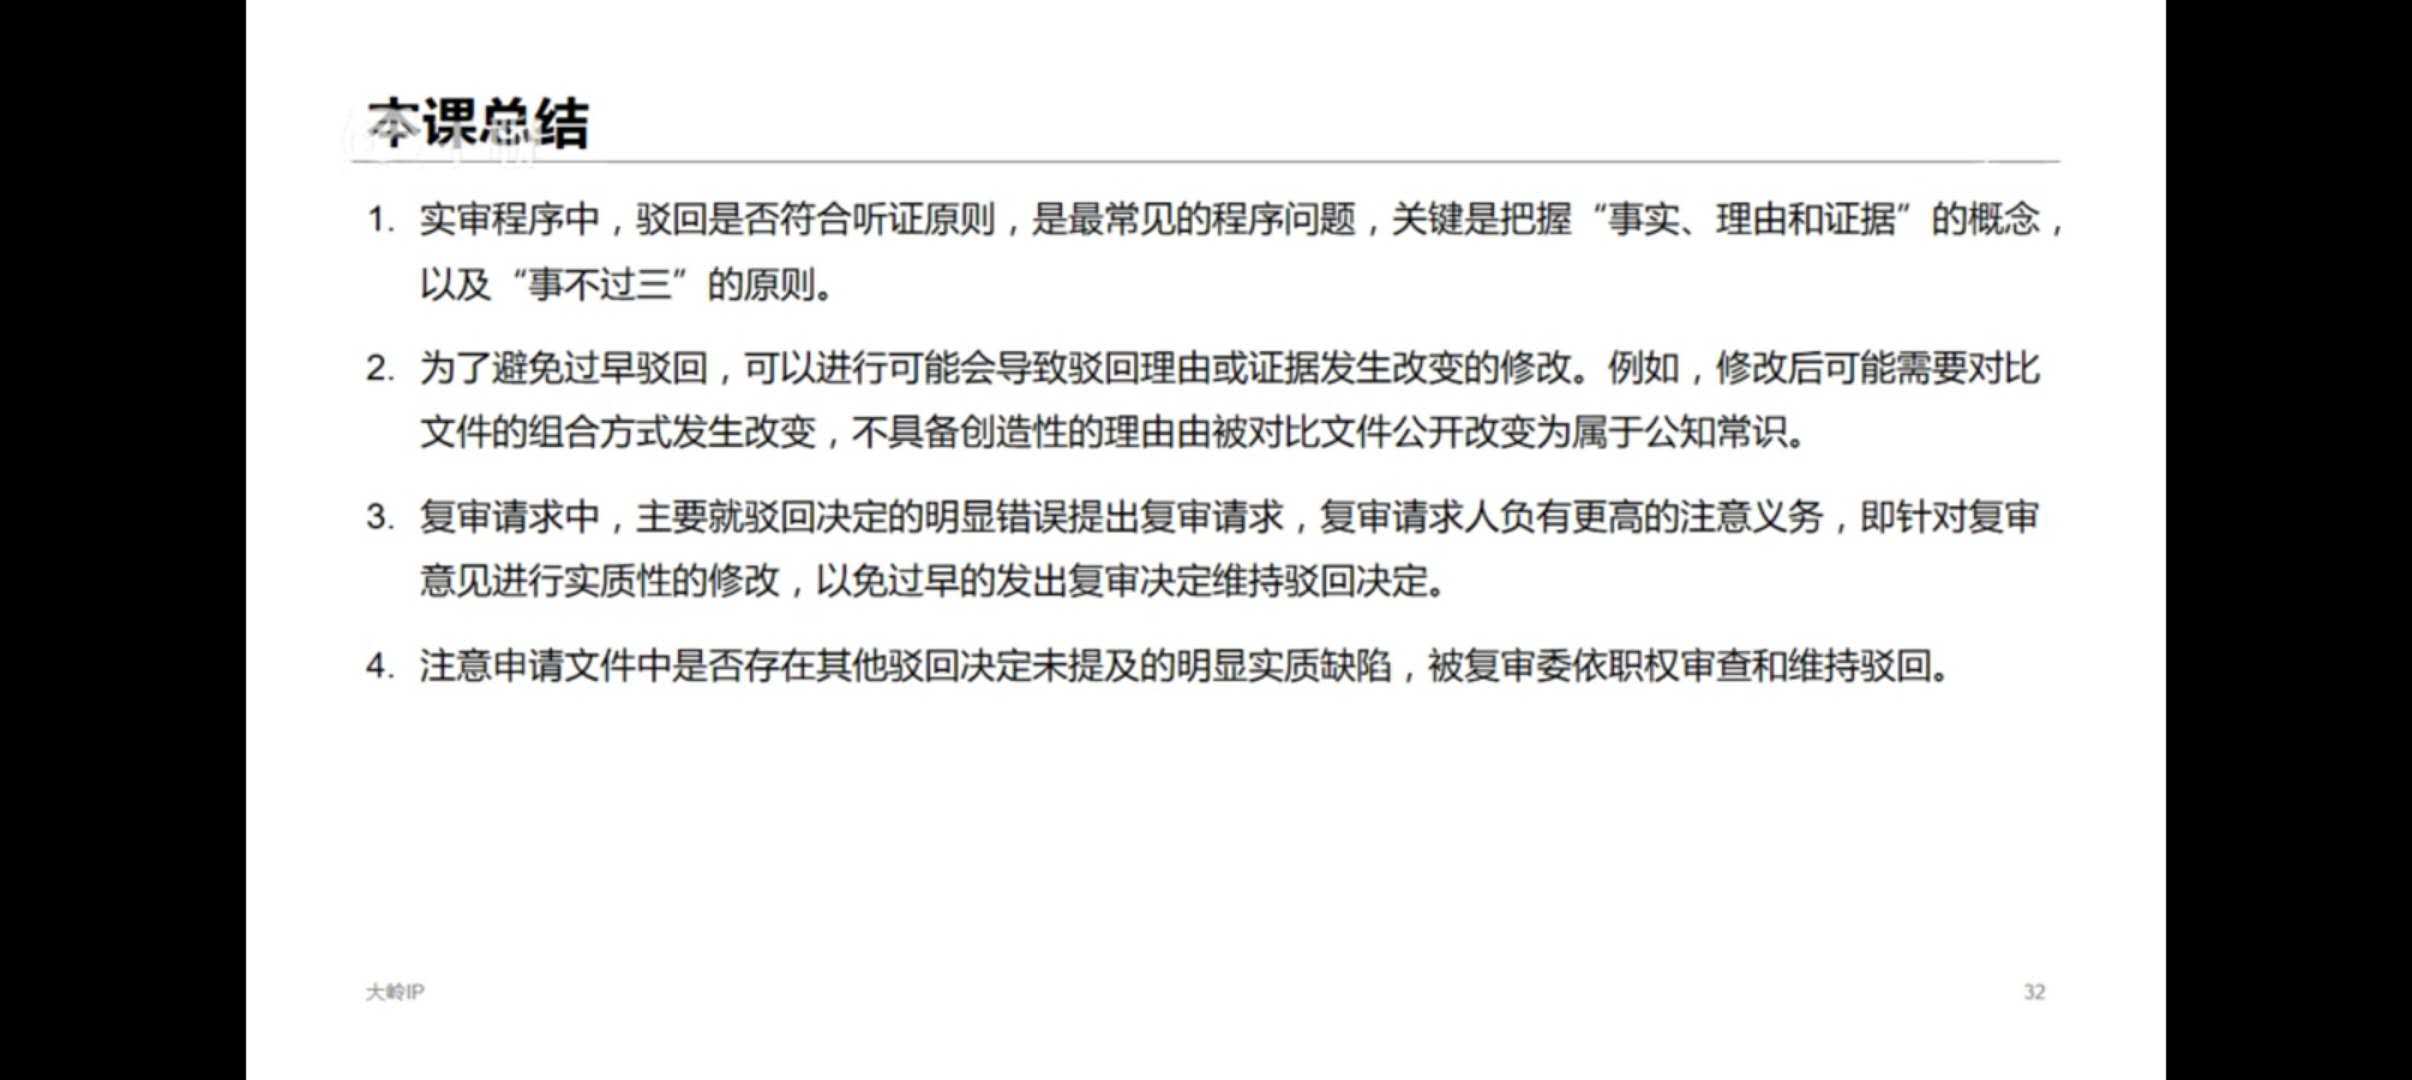 本课总结
1. 实审程序中，驳回是否符合听证原则，是最常见的程序问题，关键是把握“事实、理由和证据”的概念，
以及“事不过三”的原则。
2. 为了避免过早驳回，可以进行可能会导致驳回理由或证据发生改变的修改。例如，修改后可能需要对比
文件的组合方式发生改变，不具备创造性的理由由被对比文件公开改变为属于公知常识。
3. 复审请求中，主要就驳回决定的明显错误提出复审请求，复审请求人负有更高的注意义务，即针对复审
意见进行实质性的修改，以免过早的发出复审决定维持驳回决定。
4. 注意申请文件中是否存在其他驳回决定未提及的明显实质缺陷，被复审委依职权审查和维持驳回。
大岭IP
32